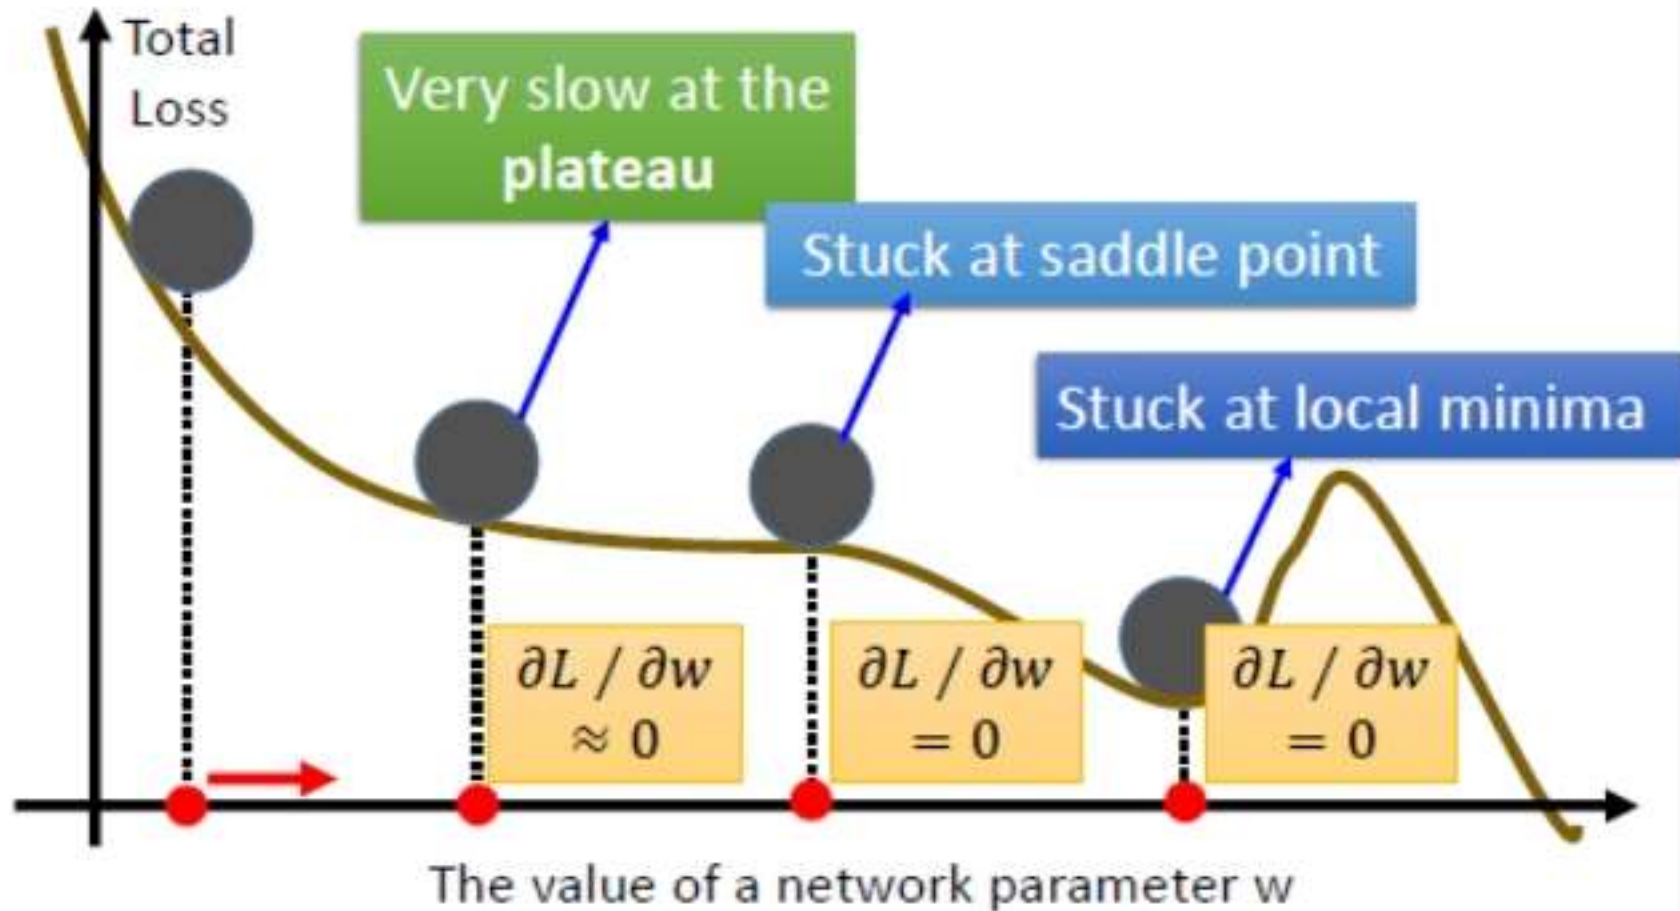 Total
Loss
Very slow at the
plateau
Stuck at saddle point
Stuck at local minima
∂L / ∂w
≈ 0
∂L / ∂w
= 0
∂L / ∂w
= 0
The value of a network parameter w